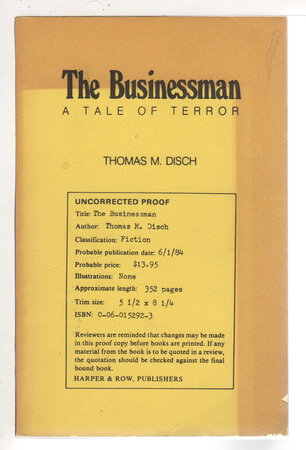 The Businessman
A TALE OF TERROR
THOMAS M. DISCH
UNCORRECTED PROOF
Title: The Businessman
Author: Thomas M. Disch
Classification: Fiction
Probable publication date: 6/1/84
Probable price: $13.95
Illustrations: None
Approximate length: 352 pages
Trim size: 5 1/2 x 8 1/4
ISBN: 0-06-015292-3
Reviewers are reminded that changes may be made
in this proof copy before books are printed. If any
material from the book is to be quoted in a review,
the quotation should be checked against the final
bound book.
HARPER & ROW, PUBLISHERS